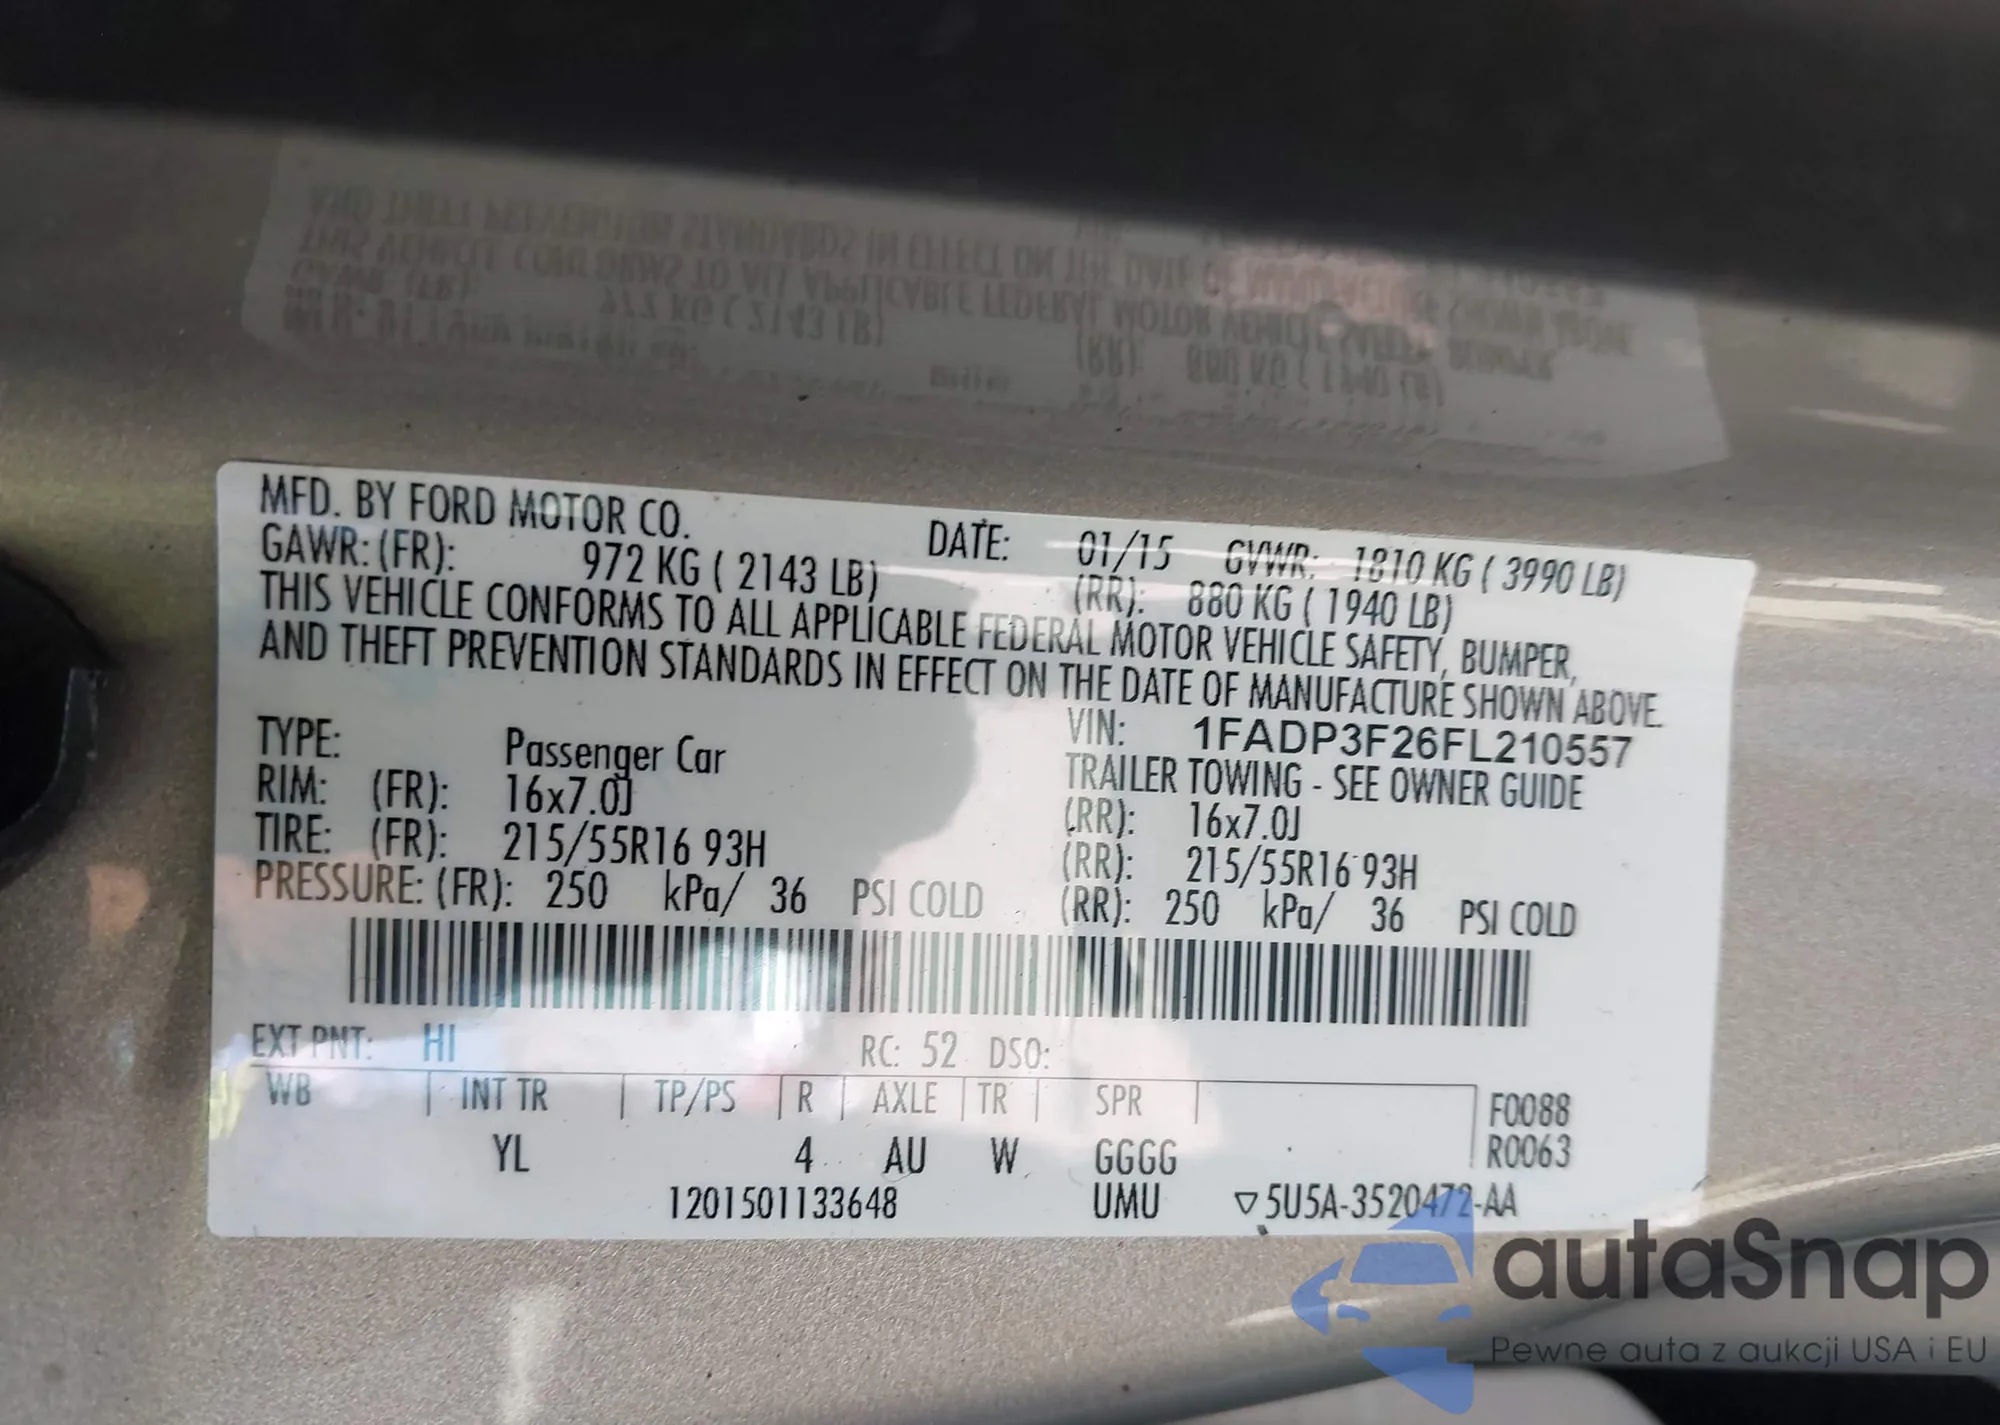 MFD. BY FORD MOTOR CO. DATE: 01/15 GVWR: 1810 KG ( 3990 LB)
GAWR: (FR): 972 KG ( 2143 LB) (RR): 880 KG ( 1940 LB)
THIS VEHICLE CONFORMS TO ALL APPLICABLE FEDERAL MOTOR VEHICLE SAFETY, BUMPER,
AND THEFT PREVENTION STANDARDS IN EFFECT ON THE DATE OF MANUFACTURE SHOWN ABOVE.
VIN: 1FADP3F26FL210557
TYPE: Passenger Car TRAILER TOWING - SEE OWNER GUIDE
RIM: (FR): 16x7.0J (RR): 16x7.0J
TIRE: (FR): 215/55R16 93H (RR): 215/55R16 93H
PRESSURE: (FR): 250 kPa/ 36 PSI COLD (RR): 250 kPa/ 36 PSI COLD
EXT PNT: HI RC: 52 DSO:
WB INT TR TP/PS R AXLE TR SPR F0088
YL 4 AU W GGGG R0063
1201501133648 UMU ▽5U5A-3520472-AA
autaSnap
Pewne auta z aukcji USA i EU